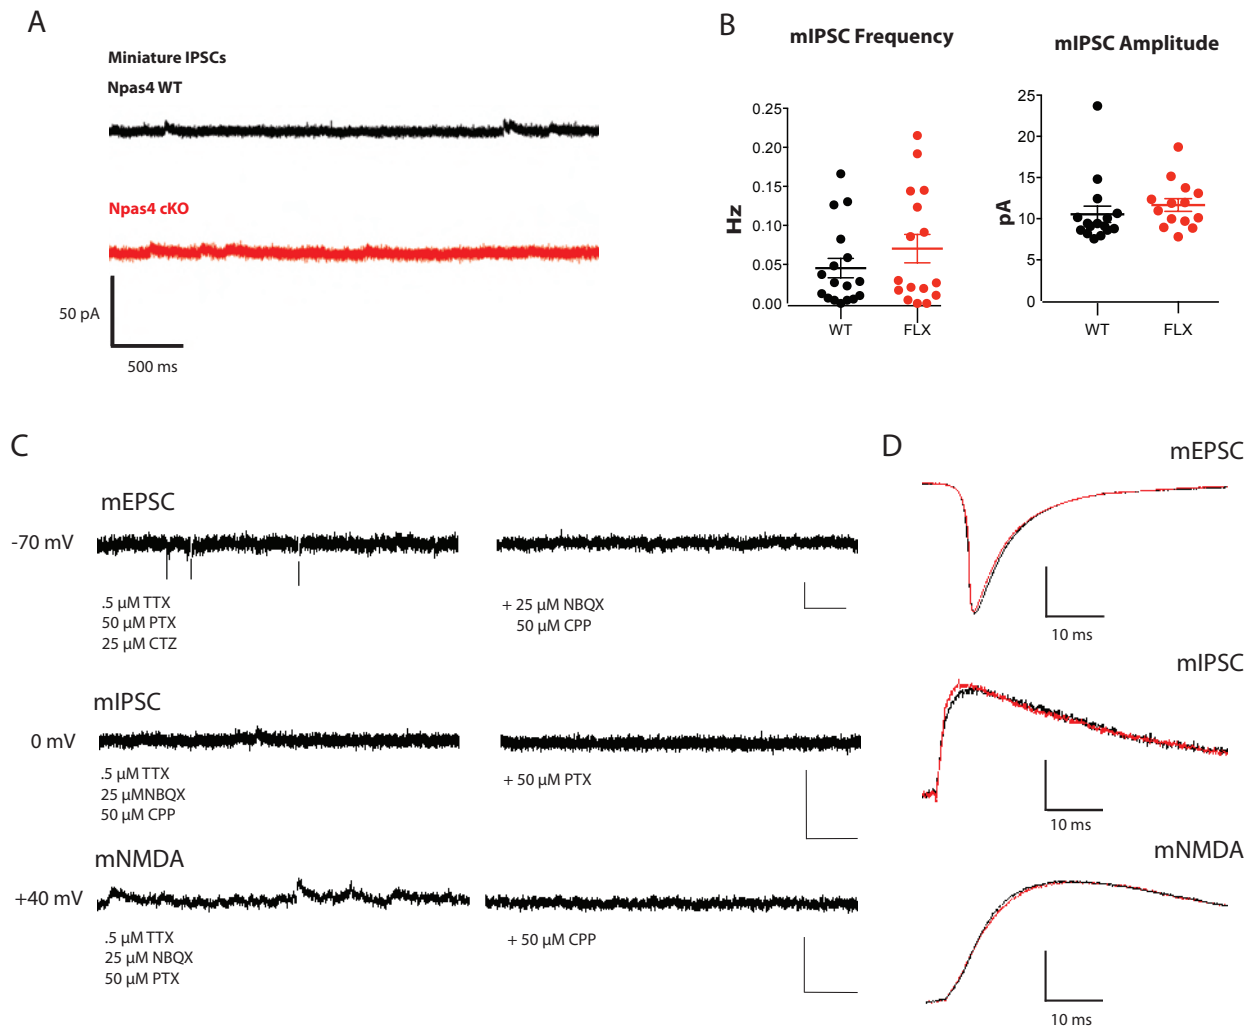 A
Miniature IPSCs
Npas4 WT
Npas4 cKO
50 pA
500 ms
B
mIPSC Frequency
0.25
0.20
0.15
0.10
0.05
0.00
Hz
WT
FLX
mIPSC Amplitude
25
20
15
10
5
0
pA
WT
FLX
C
mEPSC
-70 mV
.5 µM TTX
50 µM PTX
25 µM CTZ
+ 25 µM NBQX
50 µM CPP
mIPSC
0 mV
.5 µM TTX
25 µMNBQX
50 µM CPP
+ 50 µM PTX
mNMDA
+40 mV
.5 µM TTX
25 µM NBQX
50 µM PTX
+ 50 µM CPP
D
mEPSC
10 ms
mIPSC
10 ms
mNMDA
10 ms